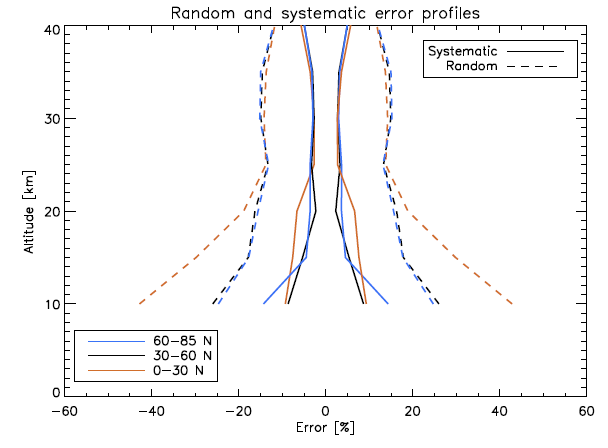 Random and systematic error profiles
40
Systematic
Random
30
Altitude [km]
20
10
60-85 N
30-60 N
0-30 N
0
-60 -40 -20 0 20 40 60
Error [%]